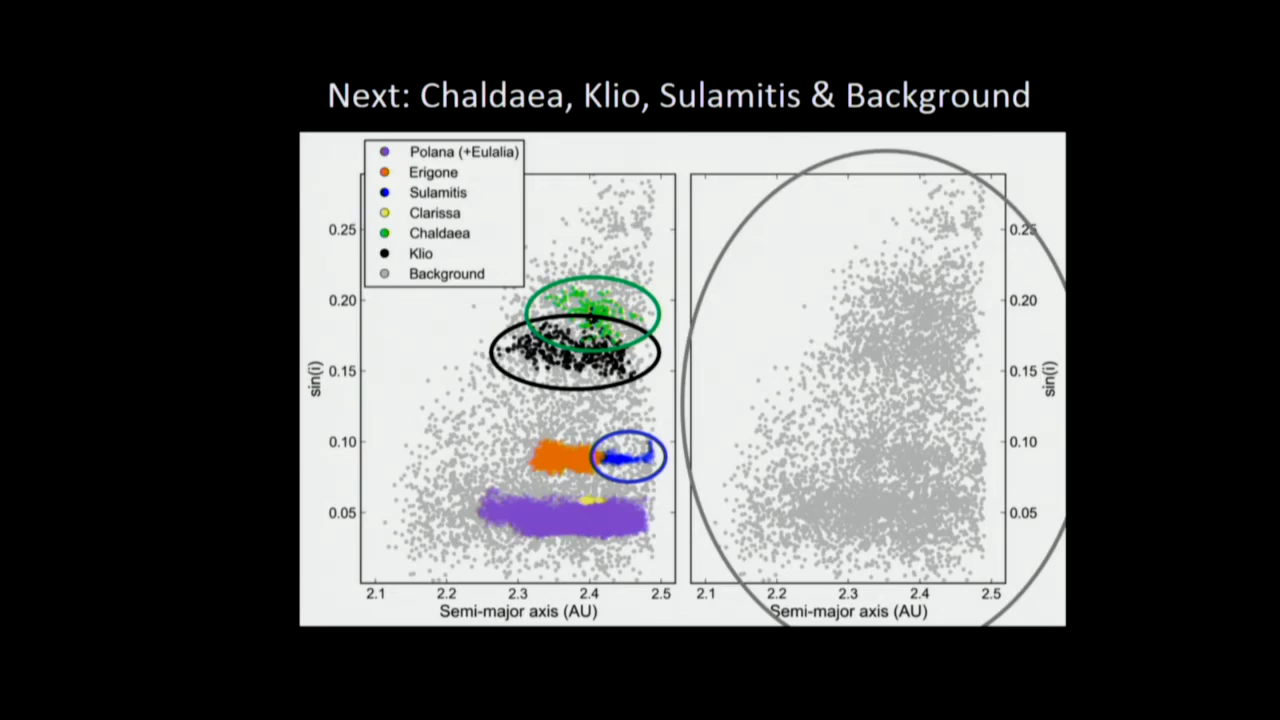 Next: Chaldaea, Klio, Sulamitis & Background
Polana (+Eulalia)
Erigone
Sulamitis
Clarissa
Chaldaea
Klio
Background
0.25
0.20
0.15
0.10
0.05
sin(i)
2.1 2.2 2.3 2.4 2.5
Semi-major axis (AU)
0.25
0.20
0.15
0.10
0.05
sin(i)
2.1 2.2 2.3 2.4 2.5
Semi-major axis (AU)